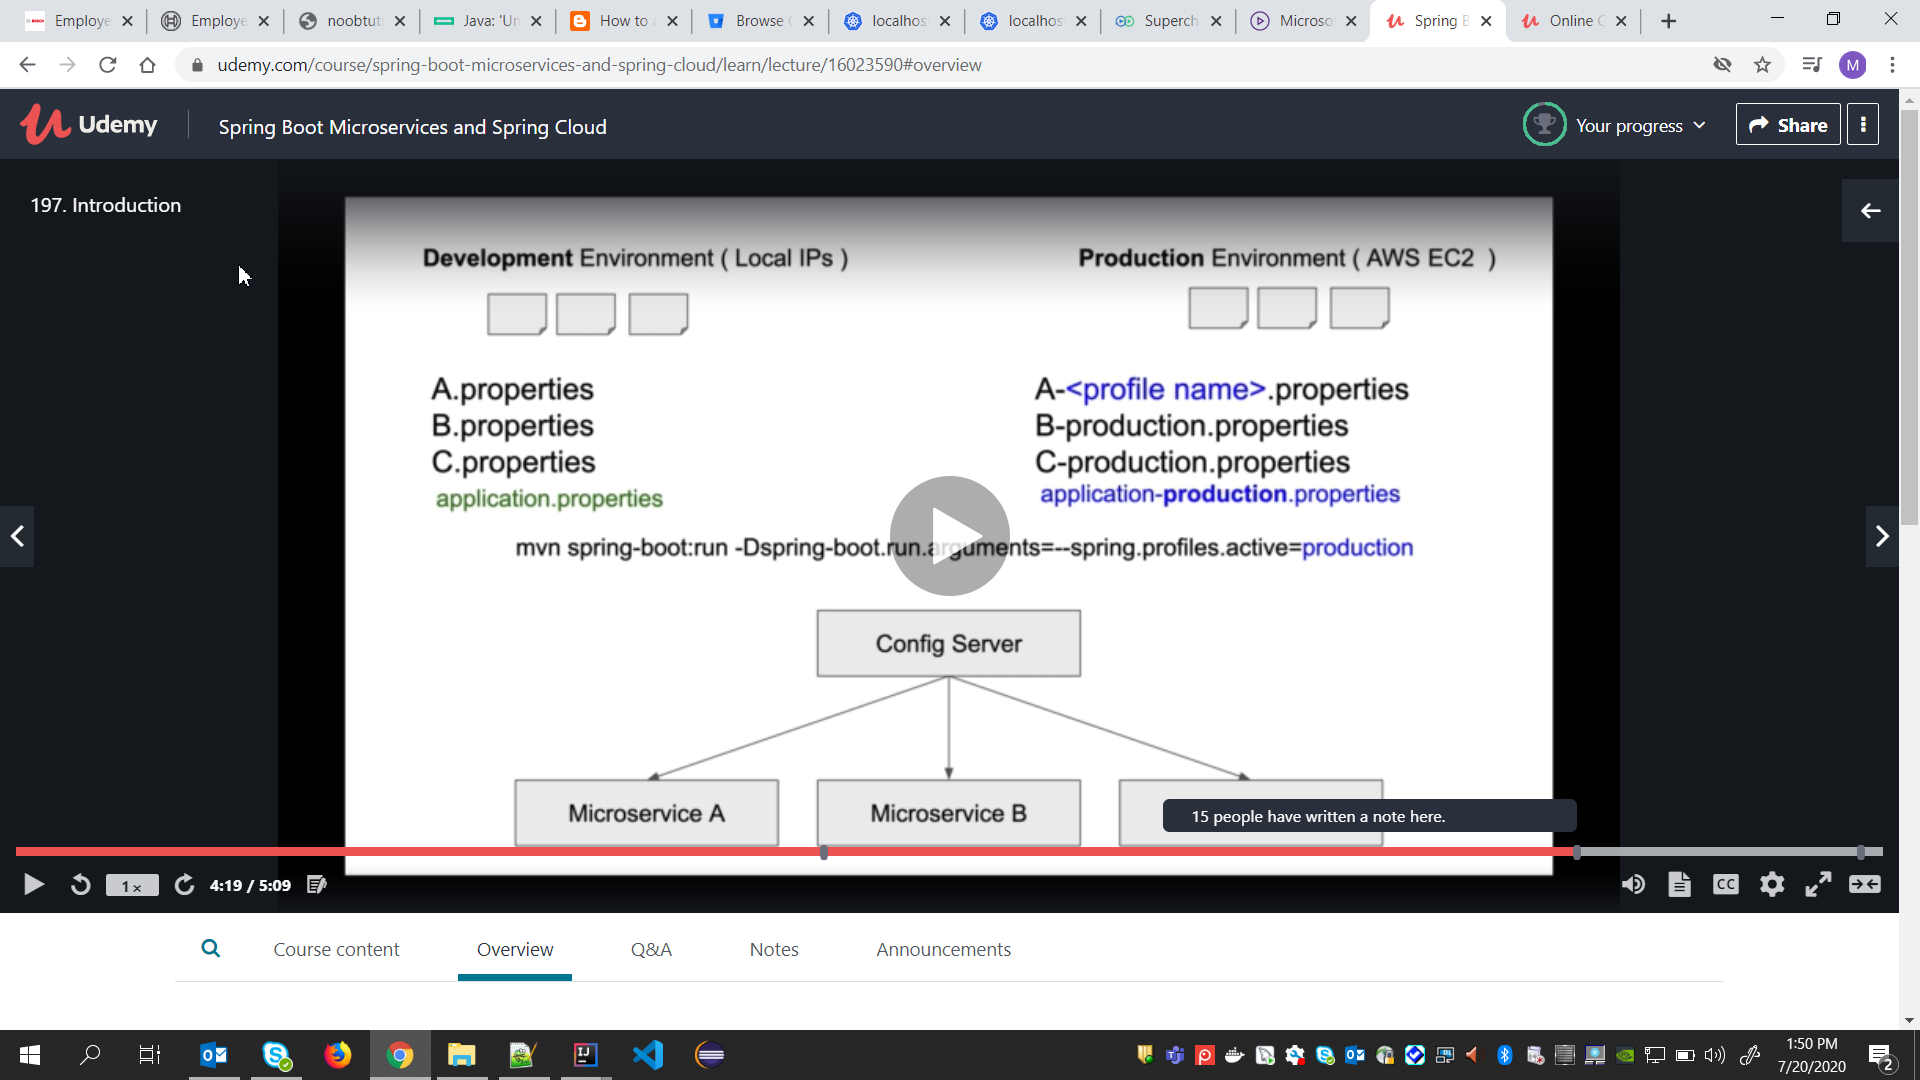 Employe
Employe
noobtut
Java: 'Un
How to
Browse
localhos
localhos
Superch
Microso
Spring B
Online C
udemy.com/course/spring-boot-microservices-and-spring-cloud/learn/lecture/16023590#overview
M
Udemy
Spring Boot Microservices and Spring Cloud
Your progress
Share
197. Introduction
Development Environment ( Local IPs )
Production Environment ( AWS EC2 )
A.properties
B.properties
C.properties
application.properties
A-<profile name>.properties
B-production.properties
C-production.properties
application-production.properties
mvn spring-boot:run -Dspring-boot.run.arguments=--spring.profiles.active=production
Config Server
Microservice A
Microservice B
15 people have written a note here.
1x
4:19 / 5:09
CC
Course content
Overview
Q&A
Notes
Announcements
1:50 PM
7/20/2020
2